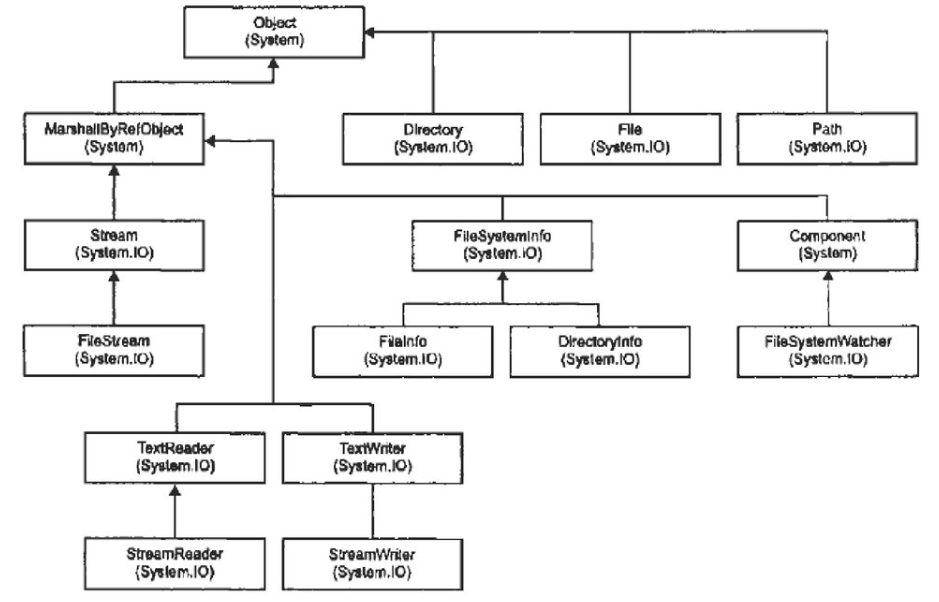 Object
(System)
MarshallByRefObject
(System)
Directory
(System.IO)
File
(System.IO)
Path
(System.IO)
Stream
(System.IO)
FileSystemInfo
(System.IO)
Component
(System)
FileStream
(System.IO)
FileInfo
(System.IO)
DirectoryInfo
(System.IO)
FileSystemWatcher
(System.IO)
TextReader
(System.IO)
TextWriter
(System.IO)
StreamReader
(System.IO)
StreamWriter
(System.IO)